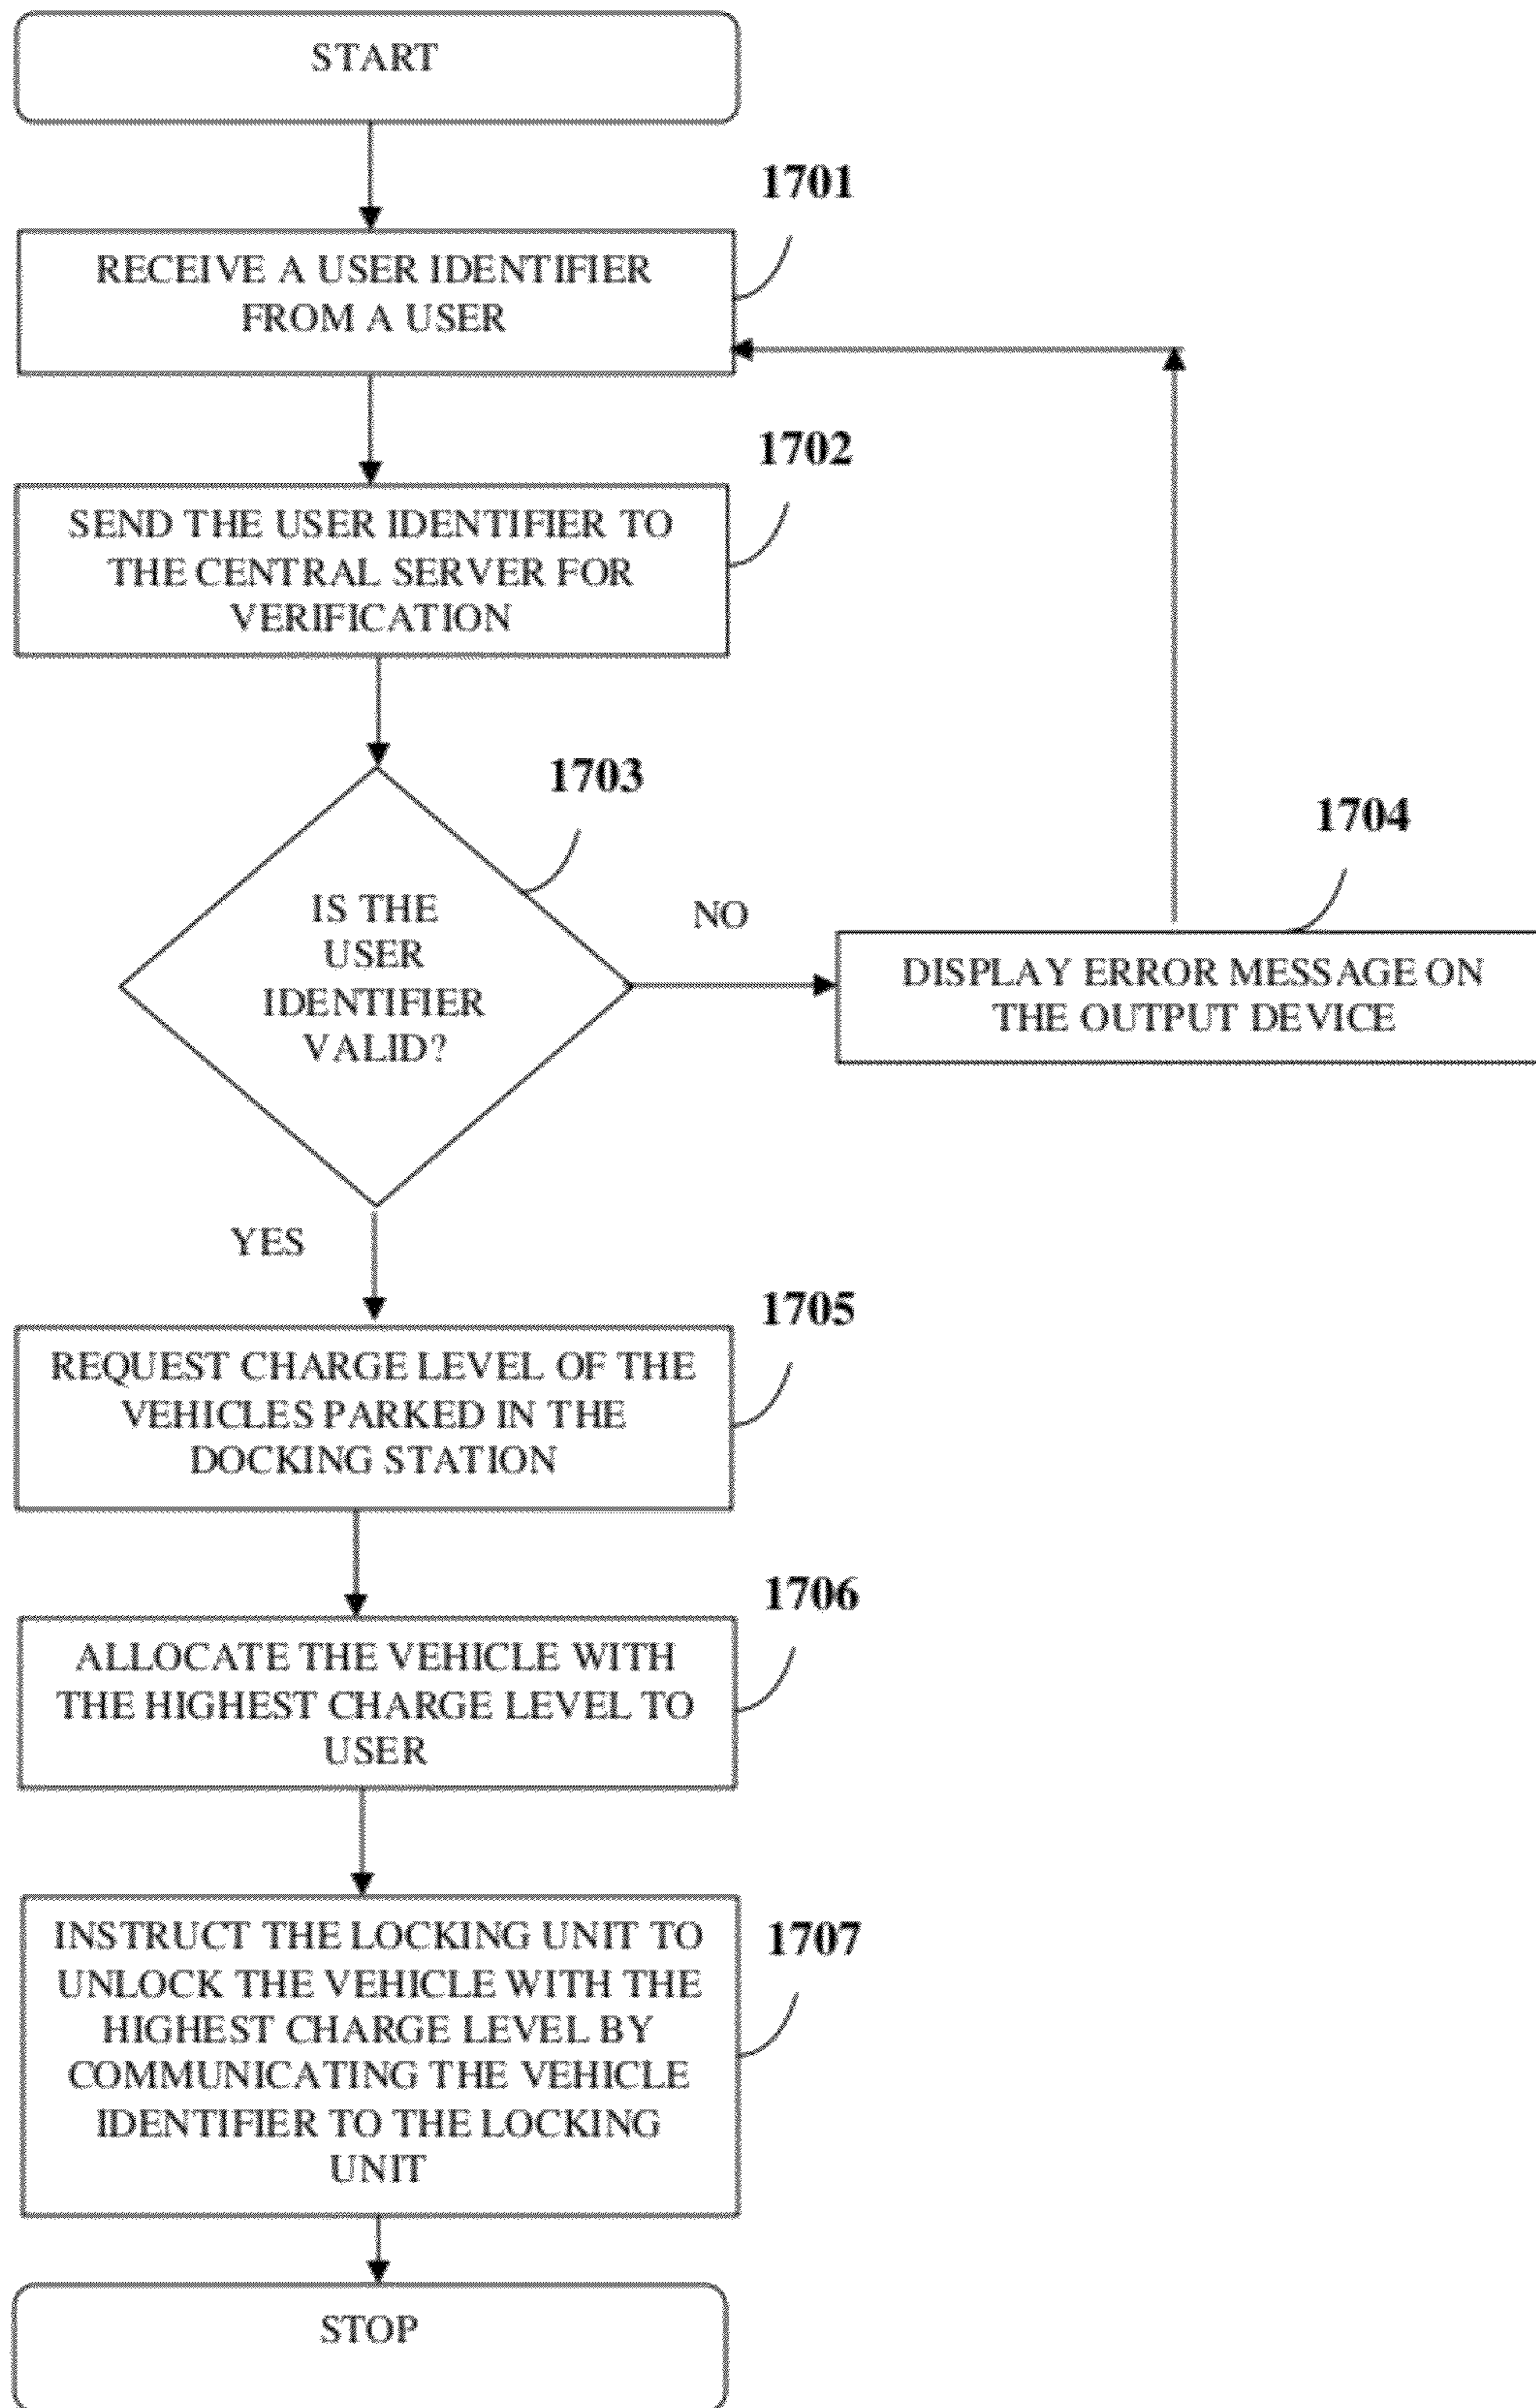 START
1701
RECEIVE A USER IDENTIFIER
FROM A USER
1702
SEND THE USER IDENTIFIER TO
THE CENTRAL SERVER FOR
VERIFICATION
1703
IS THE
USER
IDENTIFIER
VALID?
NO
1704
DISPLAY ERROR MESSAGE ON
THE OUTPUT DEVICE
YES
1705
REQUEST CHARGE LEVEL OF THE
VEHICLES PARKED IN THE
DOCKING STATION
1706
ALLOCATE THE VEHICLE WITH
THE HIGHEST CHARGE LEVEL TO
USER
1707
INSTRUCT THE LOCKING UNIT TO
UNLOCK THE VEHICLE WITH THE
HIGHEST CHARGE LEVEL BY
COMMUNICATING THE VEHICLE
IDENTIFIER TO THE LOCKING
UNIT
STOP